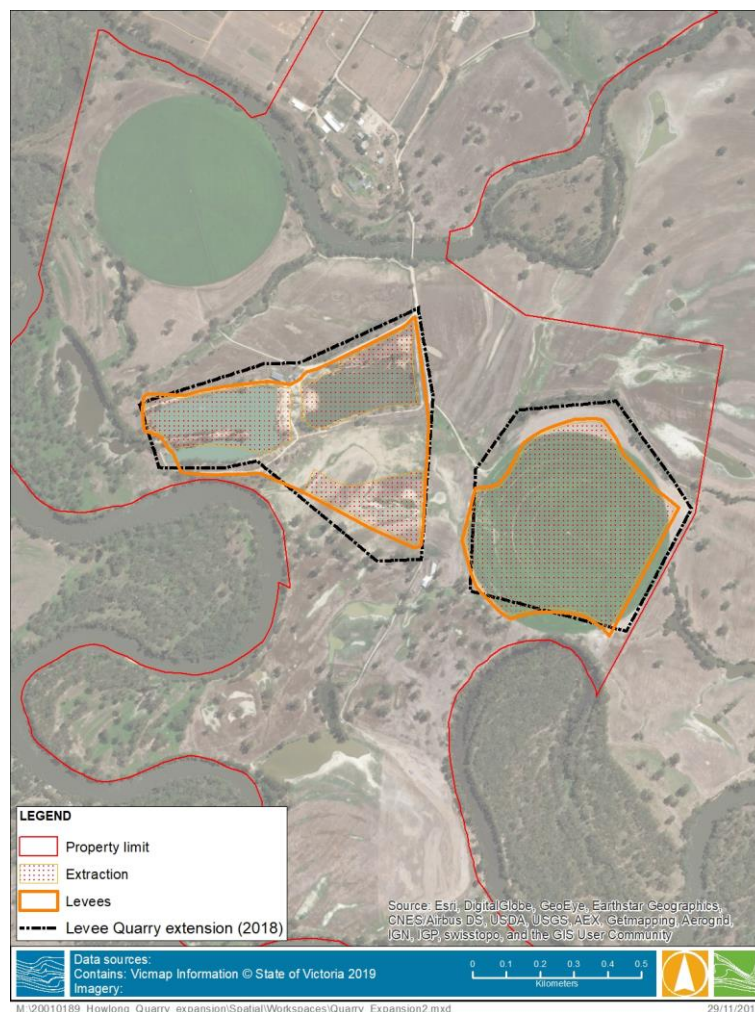 LEGEND
Property limit
Extraction
Levees
Levee Quarry extension (2018)
Source: Esri, DigitalGlobe, GeoEye, Earthstar Geographics,
CNES/Airbus DS, USDA, USGS, AEX, Getmapping, Aerogrid,
IGN, IGP, swisstopo, and the GIS User Community
Data sources:
Contains: Vicmap Information © State of Victoria 2019
Imagery:
0 0.1 0.2 0.3 0.4 0.5
Kilometers
M:\20010189_Howlong_Quarry_expansion\Spatial\Workspaces\Quarry_Expansion2.mxd
29/11/201